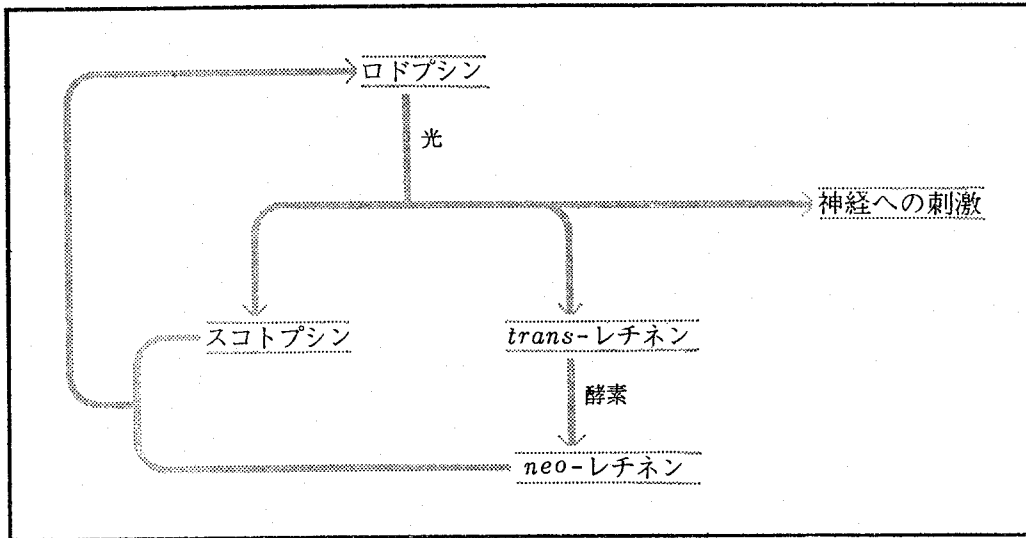 ロドプシン
光
神経への刺激
スコトプシン
trans-レチネン
酵素
neo-レチネン